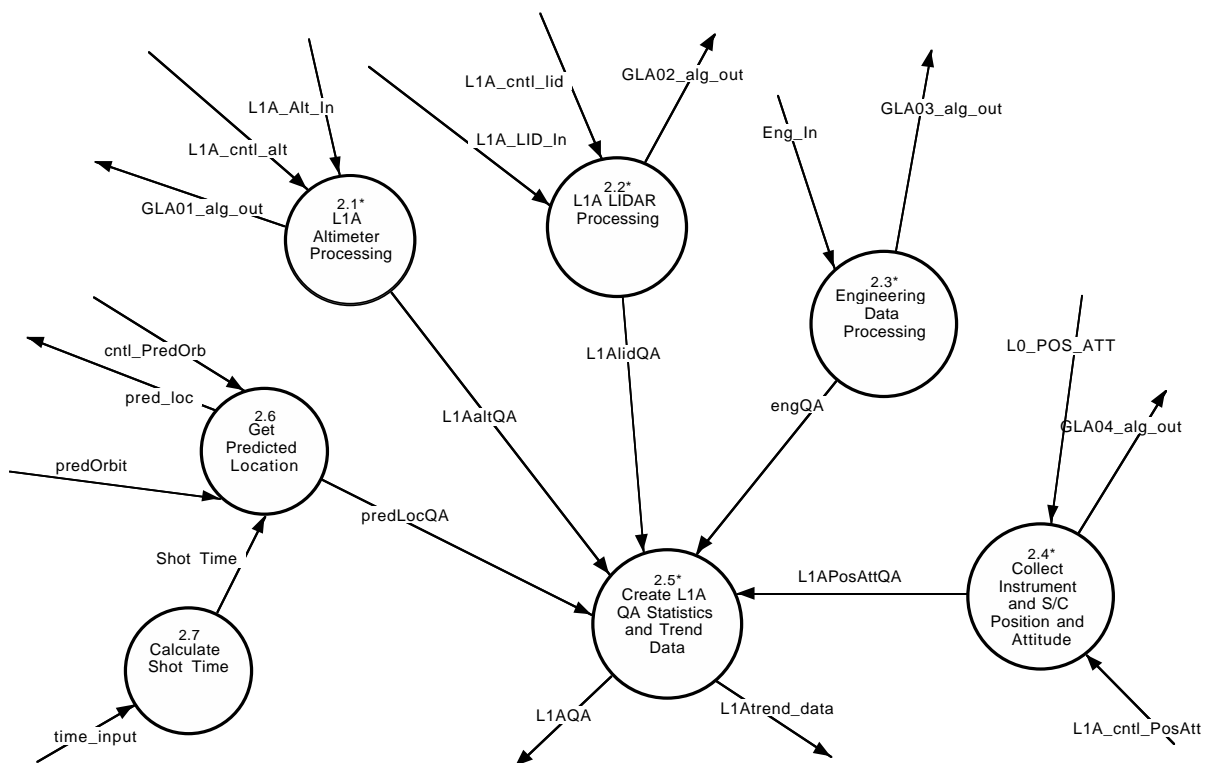 L1A_cntl_lid
GLA02_alg_out
L1A_Alt_In
GLA03_alg_out
Eng_In
L1A_LID_In
L1A_cntl_alt
GLA01_alg_out
2.1*
L1A
Altimeter
Processing
2.2*
L1A LIDAR
Processing
2.3*
Engineering
Data
Processing
L0_POS_ATT
cntl_PredOrb
L1AlidQA
pred_loc
L1AaltQA
engQA
GLA04_alg_out
2.6
Get
Predicted
Location
predOrbit
predLocQA
Shot Time
2.4*
Collect
Instrument
and S/C
Position and
Attitude
L1APosAttQA
2.5*
Create L1A
QA Statistics
and Trend
Data
2.7
Calculate
Shot Time
L1AQA
L1Atrend_data
time_input
L1A_cntl_PosAtt